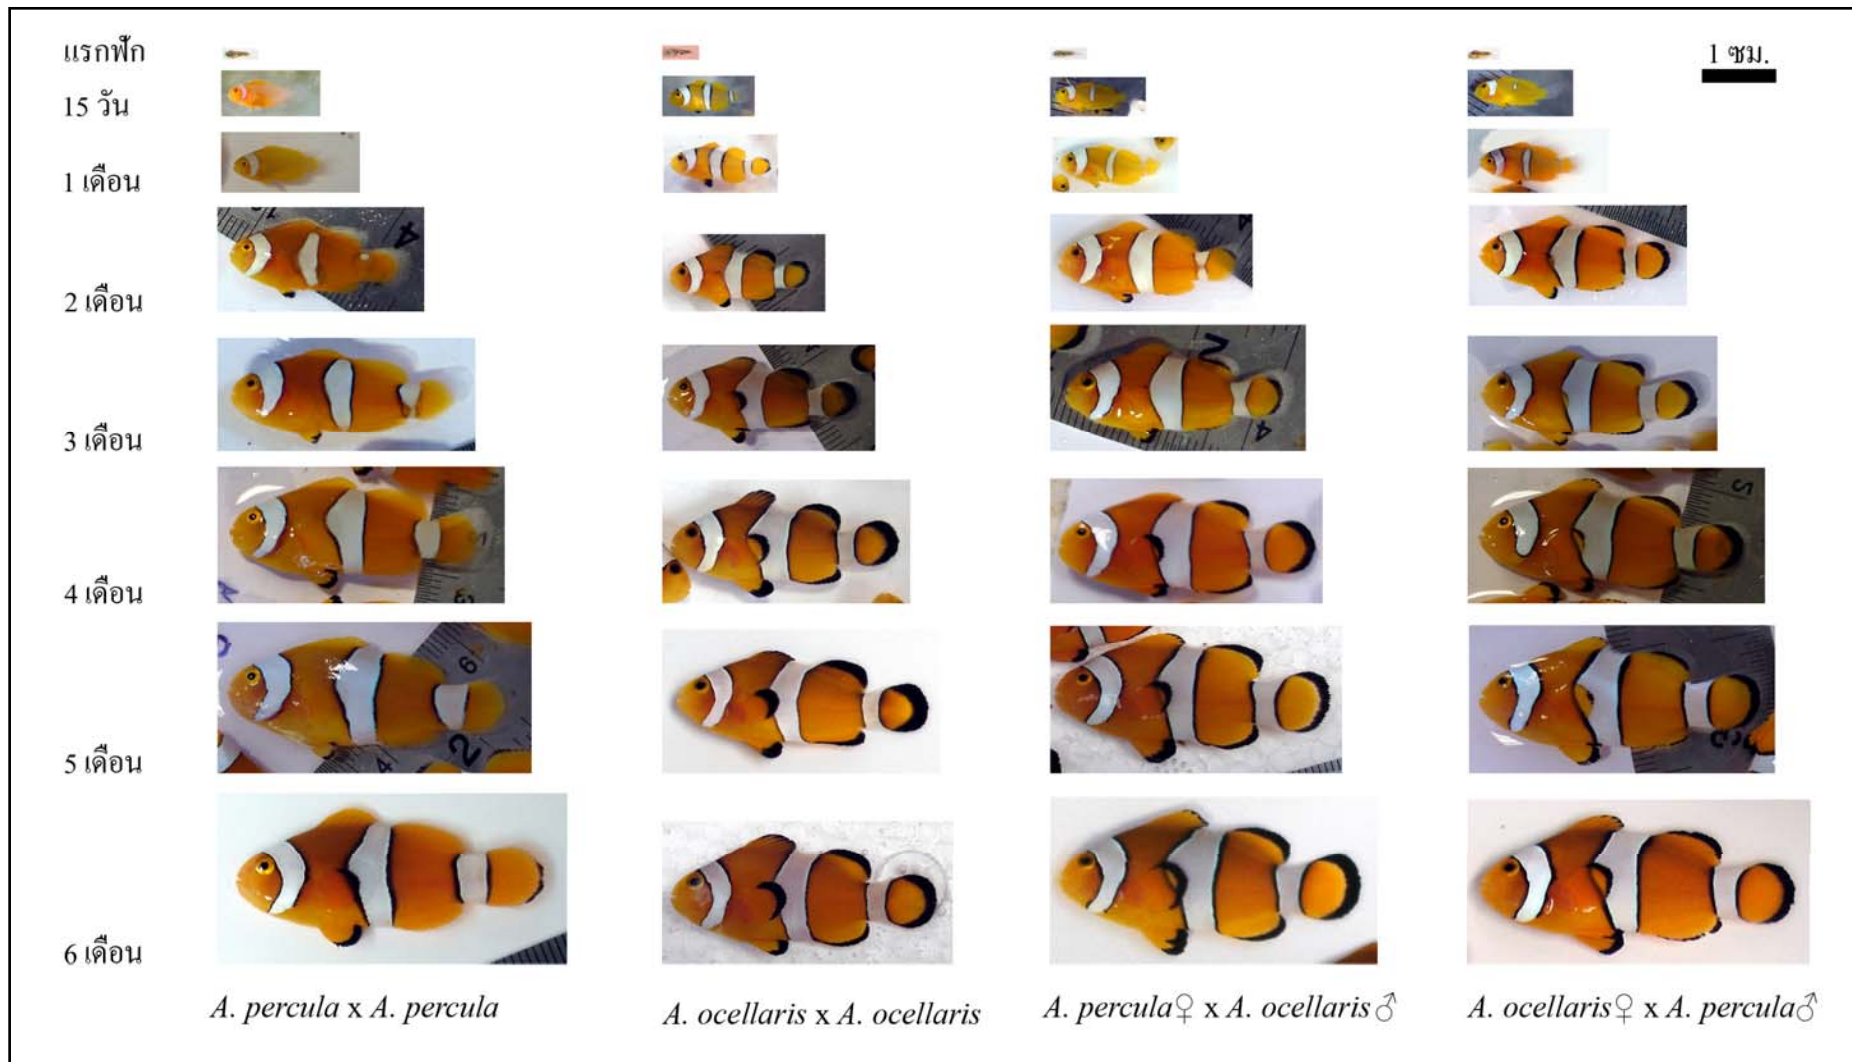 แรกฟัก
1 ซม.
15 วัน
1 เดือน
2 เดือน
3 เดือน
4 เดือน
5 เดือน
6 เดือน
A. percula x A. percula
A. ocellaris x A. ocellaris
A. percula♀ x A. ocellaris♂
A. ocellaris♀ x A. percula♂